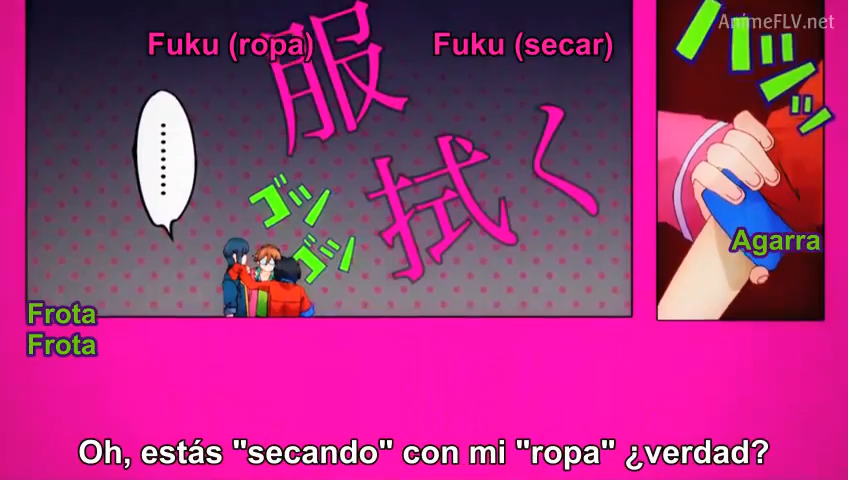 AnimeFLV.net
Fuku (ropa)
Fuku (secar)
服
拭く
ゴシ
ゴシ
バシッ
Agarra
Frota
Frota
Oh, estás "secando" con mi "ropa" ¿verdad?